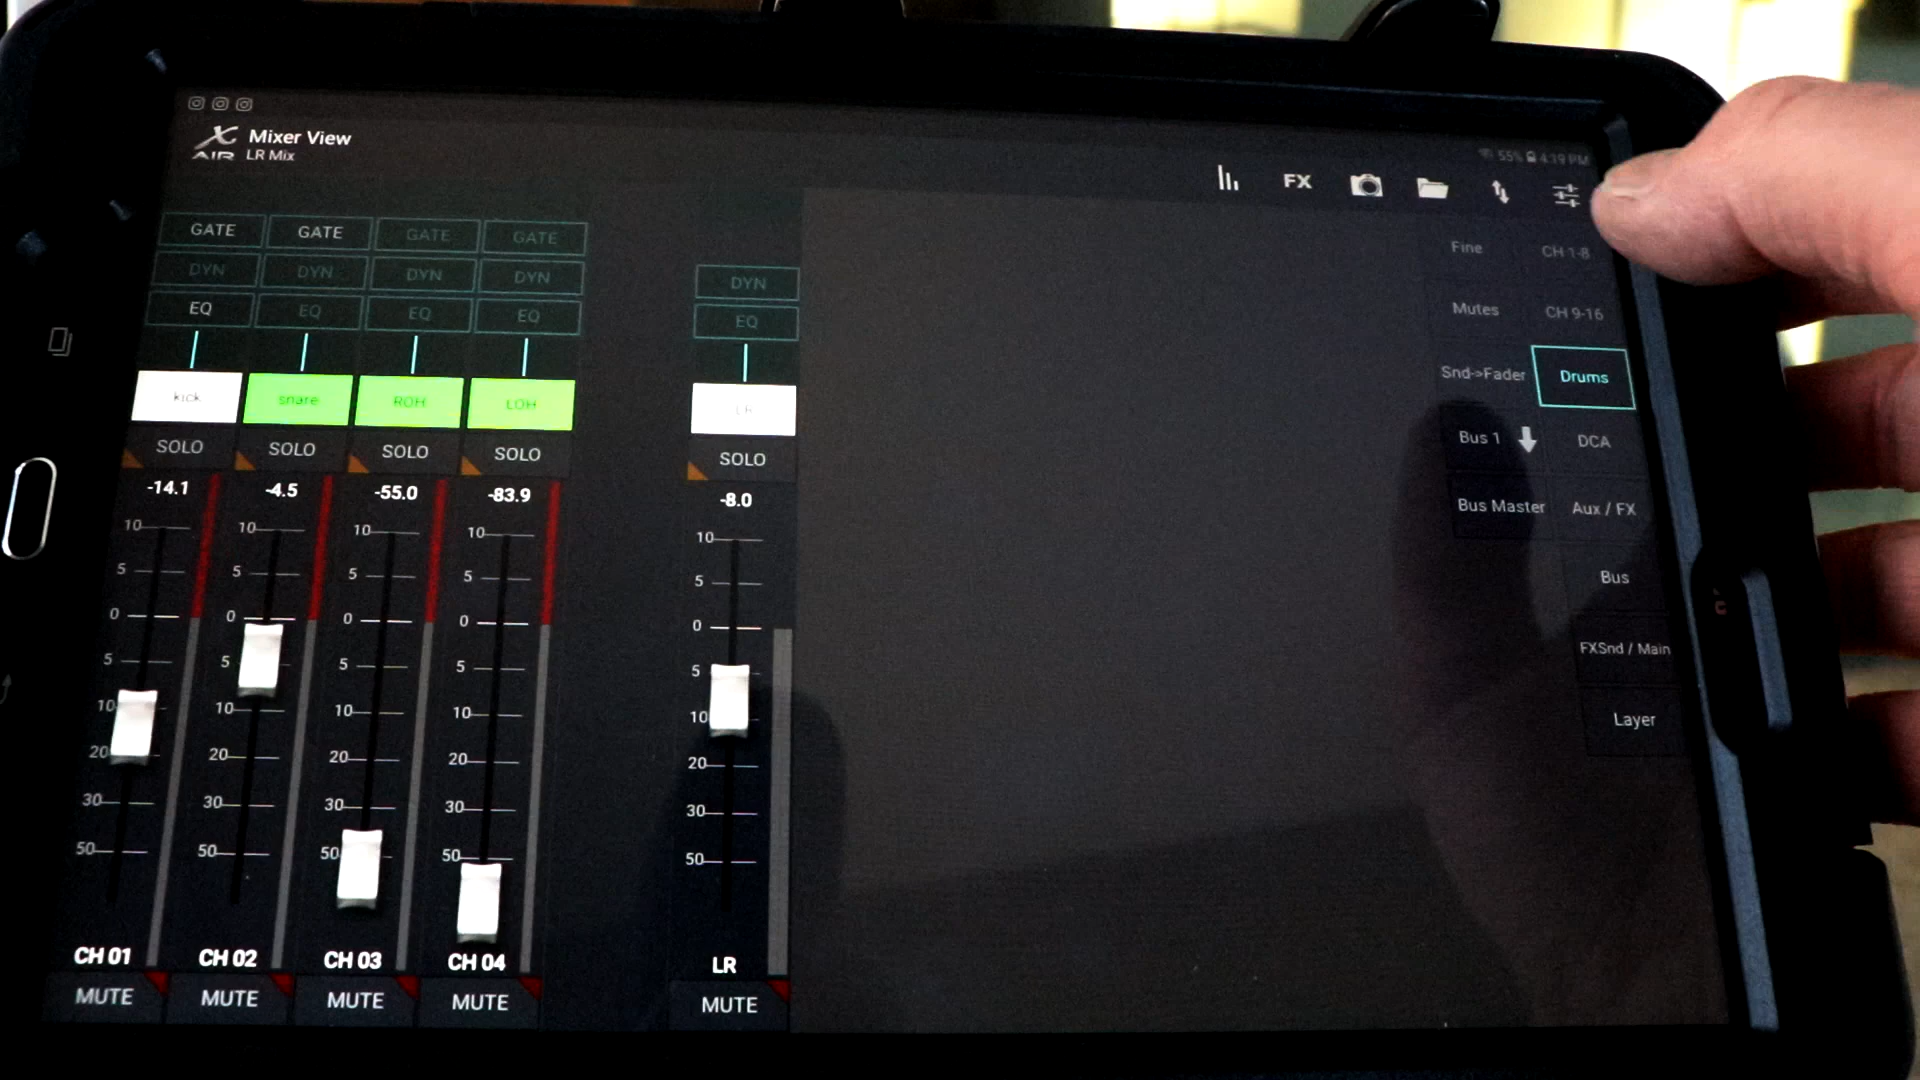 X AIR Mixer View
LR Mix
55% 4:19 PM
FX
GATE GATE GATE GATE
DYN DYN DYN DYN DYN
EQ EQ EQ EQ EQ
kick snare ROH LOH LR
SOLO SOLO SOLO SOLO SOLO
-14.1 -4.5 -55.0 -83.9 -8.0
10 10 10 10 10
5 5 5 5 5
0 0 0 0 0
5 5 5 5 5
10 10 10 10 10
20 20 20 20 20
30 30 30 30 30
50 50 50 50 50
CH 01 CH 02 CH 03 CH 04 LR
MUTE MUTE MUTE MUTE MUTE
Fine CH 1-8
Mutes CH 9-16
Snd->Fader Drums
Bus 1 DCA
Bus Master Aux / FX
Bus
FXSnd / Main
Layer